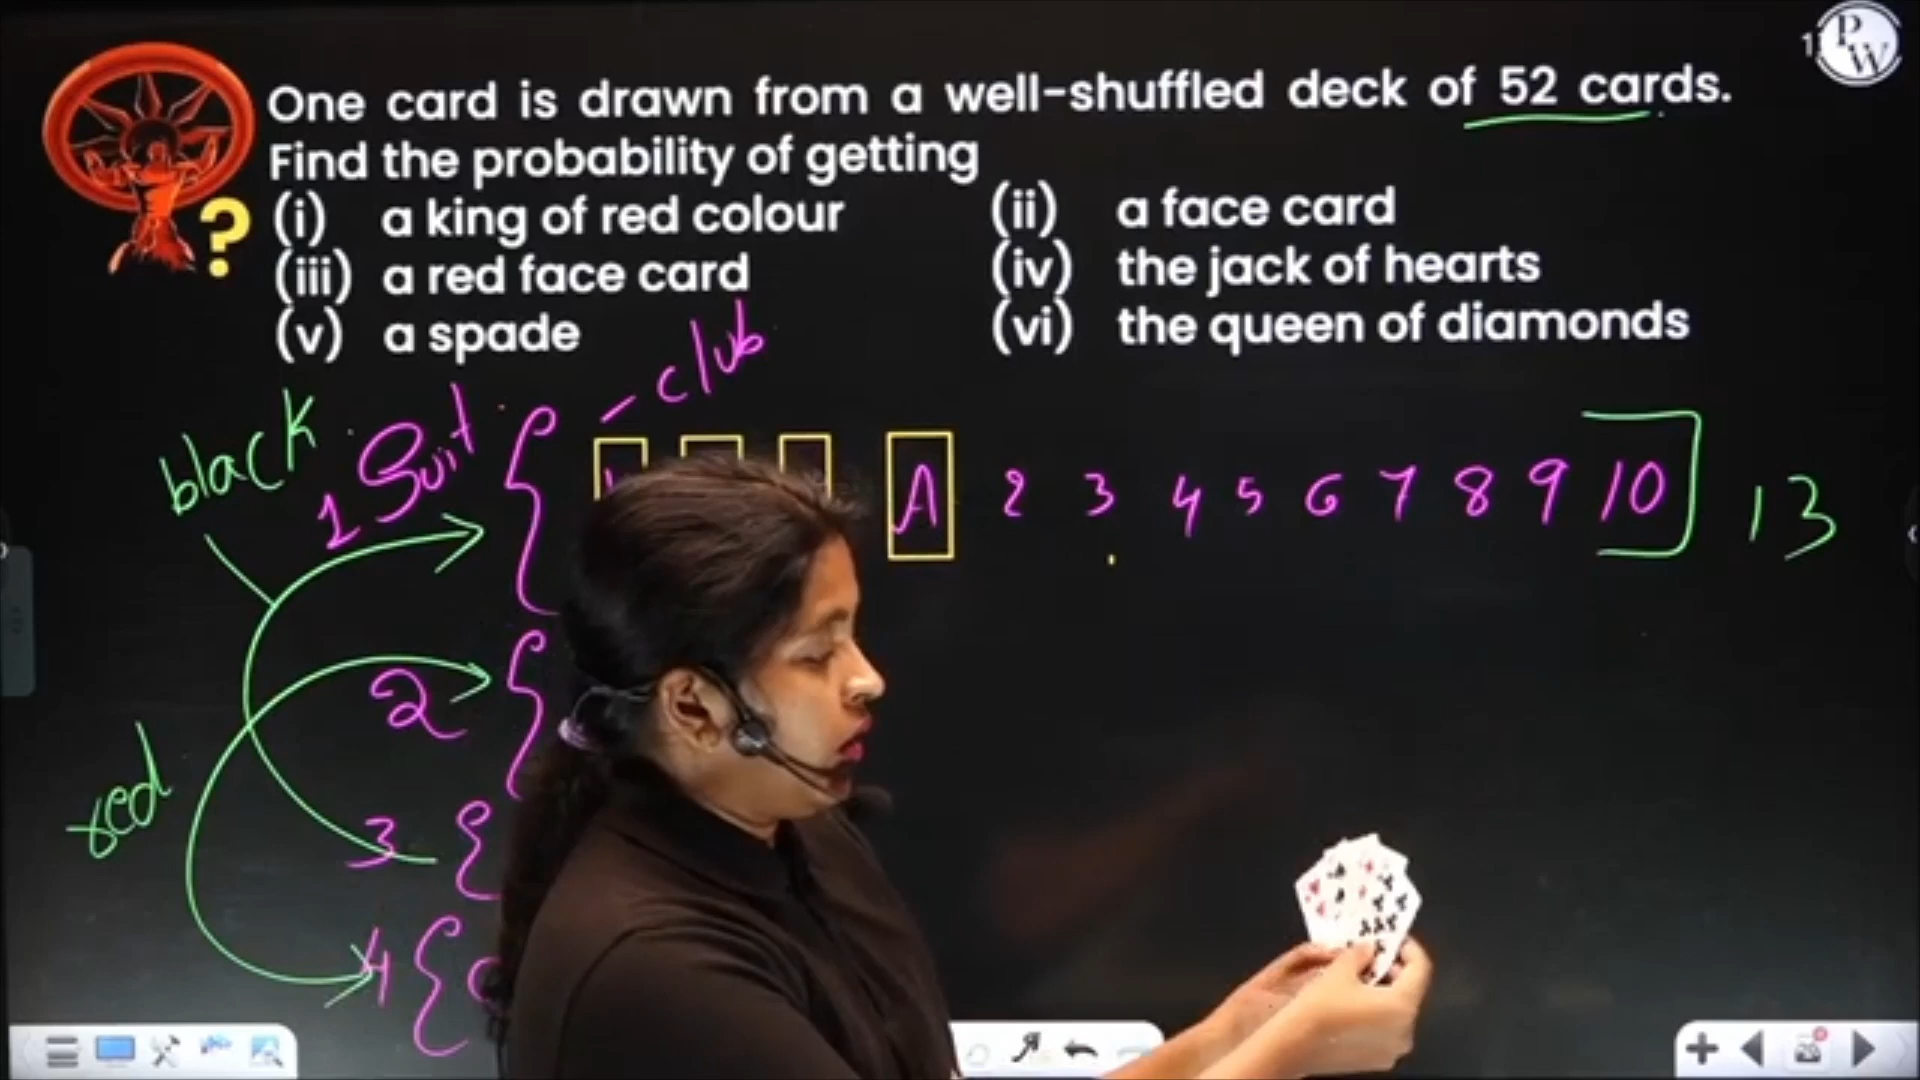 PW
One card is drawn from a well-shuffled deck of 52 cards.
Find the probability of getting
(i) a king of red colour (ii) a face card
(iii) a red face card (iv) the jack of hearts
(v) a spade (vi) the queen of diamonds
- club
black
1 Suit
A 2 3 4 5 6 7 8 9 10 13
2
red
3
4